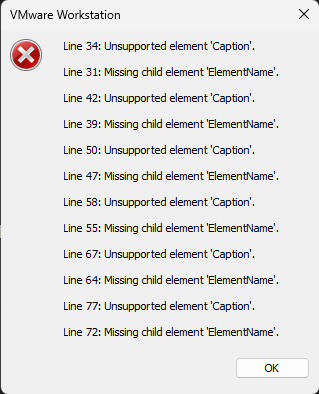 VMware Workstation
Line 34: Unsupported element 'Caption'.
Line 31: Missing child element 'ElementName'.
Line 42: Unsupported element 'Caption'.
Line 39: Missing child element 'ElementName'.
Line 50: Unsupported element 'Caption'.
Line 47: Missing child element 'ElementName'.
Line 58: Unsupported element 'Caption'.
Line 55: Missing child element 'ElementName'.
Line 67: Unsupported element 'Caption'.
Line 64: Missing child element 'ElementName'.
Line 77: Unsupported element 'Caption'.
Line 72: Missing child element 'ElementName'.
OK